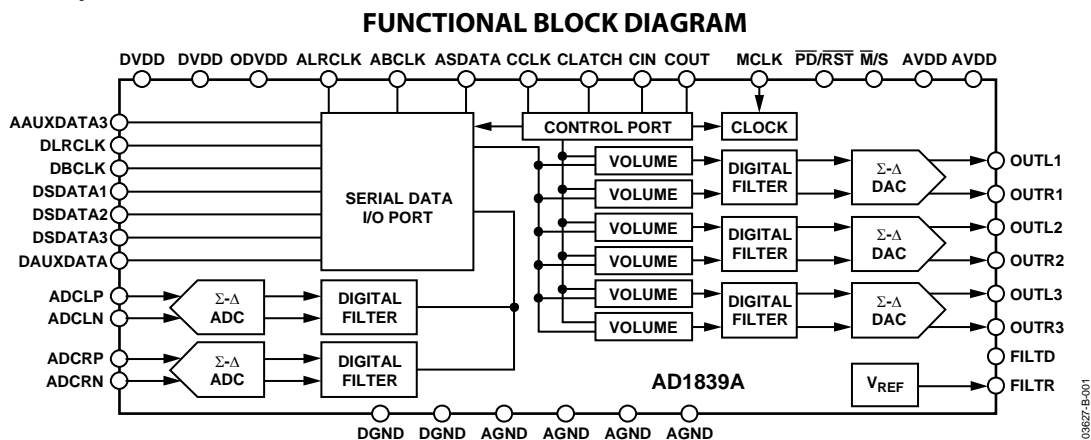 FUNCTIONAL BLOCK DIAGRAM
DVDD DVDD ODVDD ALRCLK ABCLK ASDATA CCLK CLATCH CIN COUT MCLK PD/RST M/S AVDD AVDD
AAUXDATA3
DLRCLK
DBCLK
DSDATA1
DSDATA2
DSDATA3
DAUXDATA
ADCLP
ADCLN
ADCRP
ADCRN
SERIAL DATA
I/O PORT
Σ-Δ
ADC
DIGITAL
FILTER
Σ-Δ
ADC
DIGITAL
FILTER
CONTROL PORT
CLOCK
VOLUME
VOLUME
VOLUME
VOLUME
VOLUME
VOLUME
DIGITAL
FILTER
DIGITAL
FILTER
DIGITAL
FILTER
Σ-Δ
DAC
Σ-Δ
DAC
Σ-Δ
DAC
OUTL1
OUTR1
OUTL2
OUTR2
OUTL3
OUTR3
FILTD
FILTR
AD1839A
VREF
DGND DGND AGND AGND AGND AGND
03627-B-001